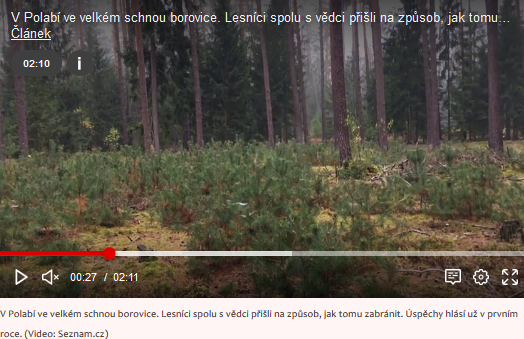 V Polabí ve velkém schnou borovice. Lesníci spolu s vědci přišli na způsob, jak tomu...
Článek
02:10
i
00:27 / 02:11
V Polabí ve velkém schnou borovice. Lesníci spolu s vědci přišli na způsob, jak tomu zabránit. Úspěchy hlásí už v prvním
roce. (Video: Seznam.cz)